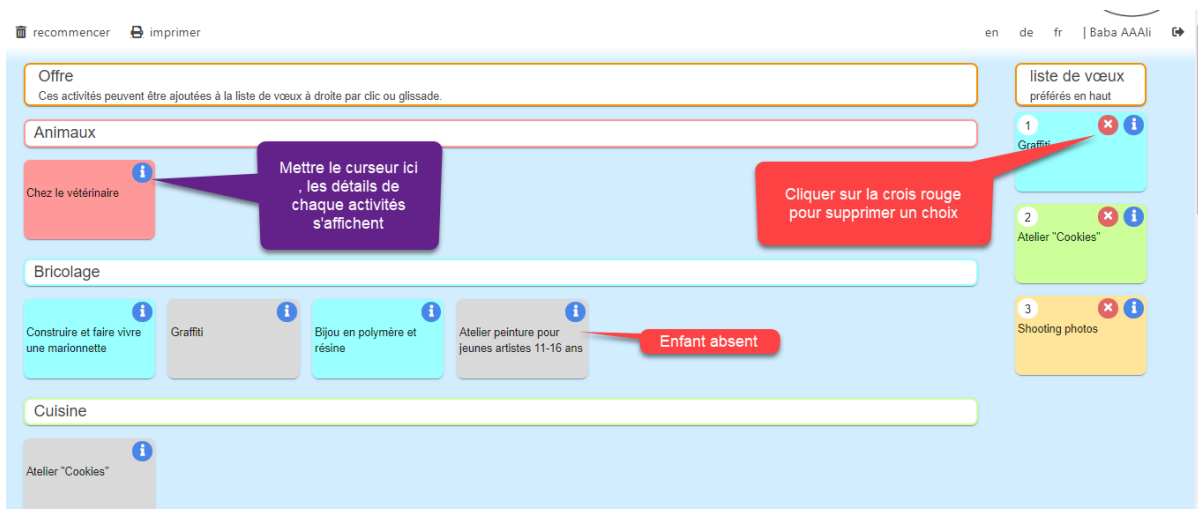 recommencer imprimer en de fr | Baba AAAli
Offre
Ces activités peuvent être ajoutées à la liste de vœux à droite par clic ou glissade.
liste de vœux
préférés en haut
Animaux
Chez le vétérinaire
Mettre le curseur ici
, les détails de
chaque activités
s'affichent
Cliquer sur la crois rouge
pour supprimer un choix
1
Graffiti
2
Atelier "Cookies"
3
Shooting photos
Bricolage
Construire et faire vivre
une marionnette
Graffiti
Bijou en polymère et
résine
Atelier peinture pour
jeunes artistes 11-16 ans
Enfant absent
Cuisine
Atelier "Cookies"